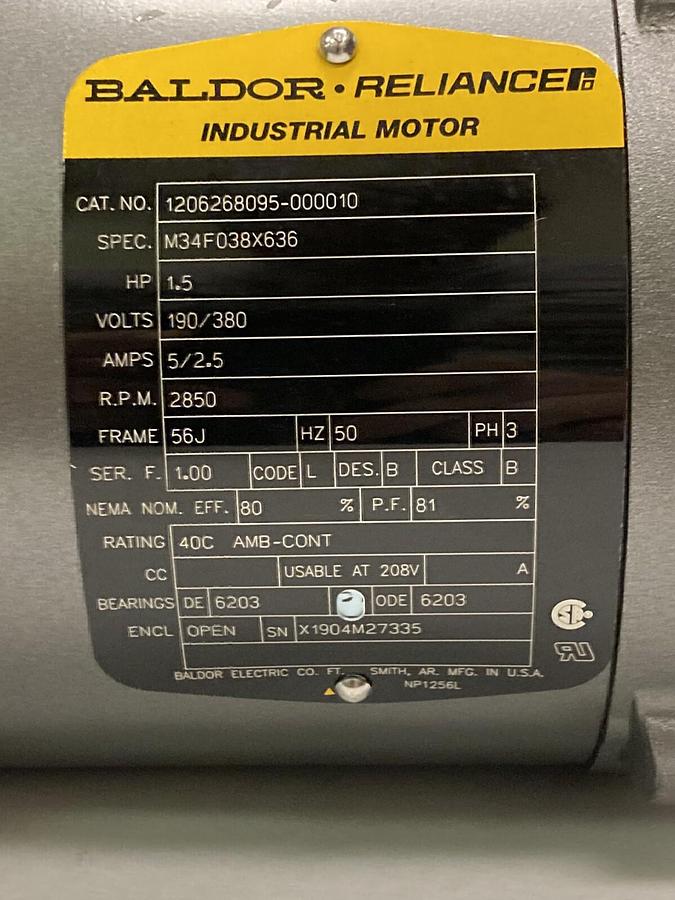 BALDOR • RELIANCE
INDUSTRIAL MOTOR
CAT. NO. 1206268095-000010
SPEC. M34F038X636
HP 1.5
VOLTS 190/380
AMPS 5/2.5
R.P.M. 2850
FRAME 56J HZ 50 PH 3
SER. F. 1.00 CODE L DES. B CLASS B
NEMA NOM. EFF. 80 % P.F. 81 %
RATING 40C AMB-CONT
CC USABLE AT 208V A
BEARINGS DE 6203 ODE 6203
ENCL OPEN SN X1904M27335
BALDOR ELECTRIC CO. FT. SMITH, AR. MFG. IN U.S.A.
NP1256L